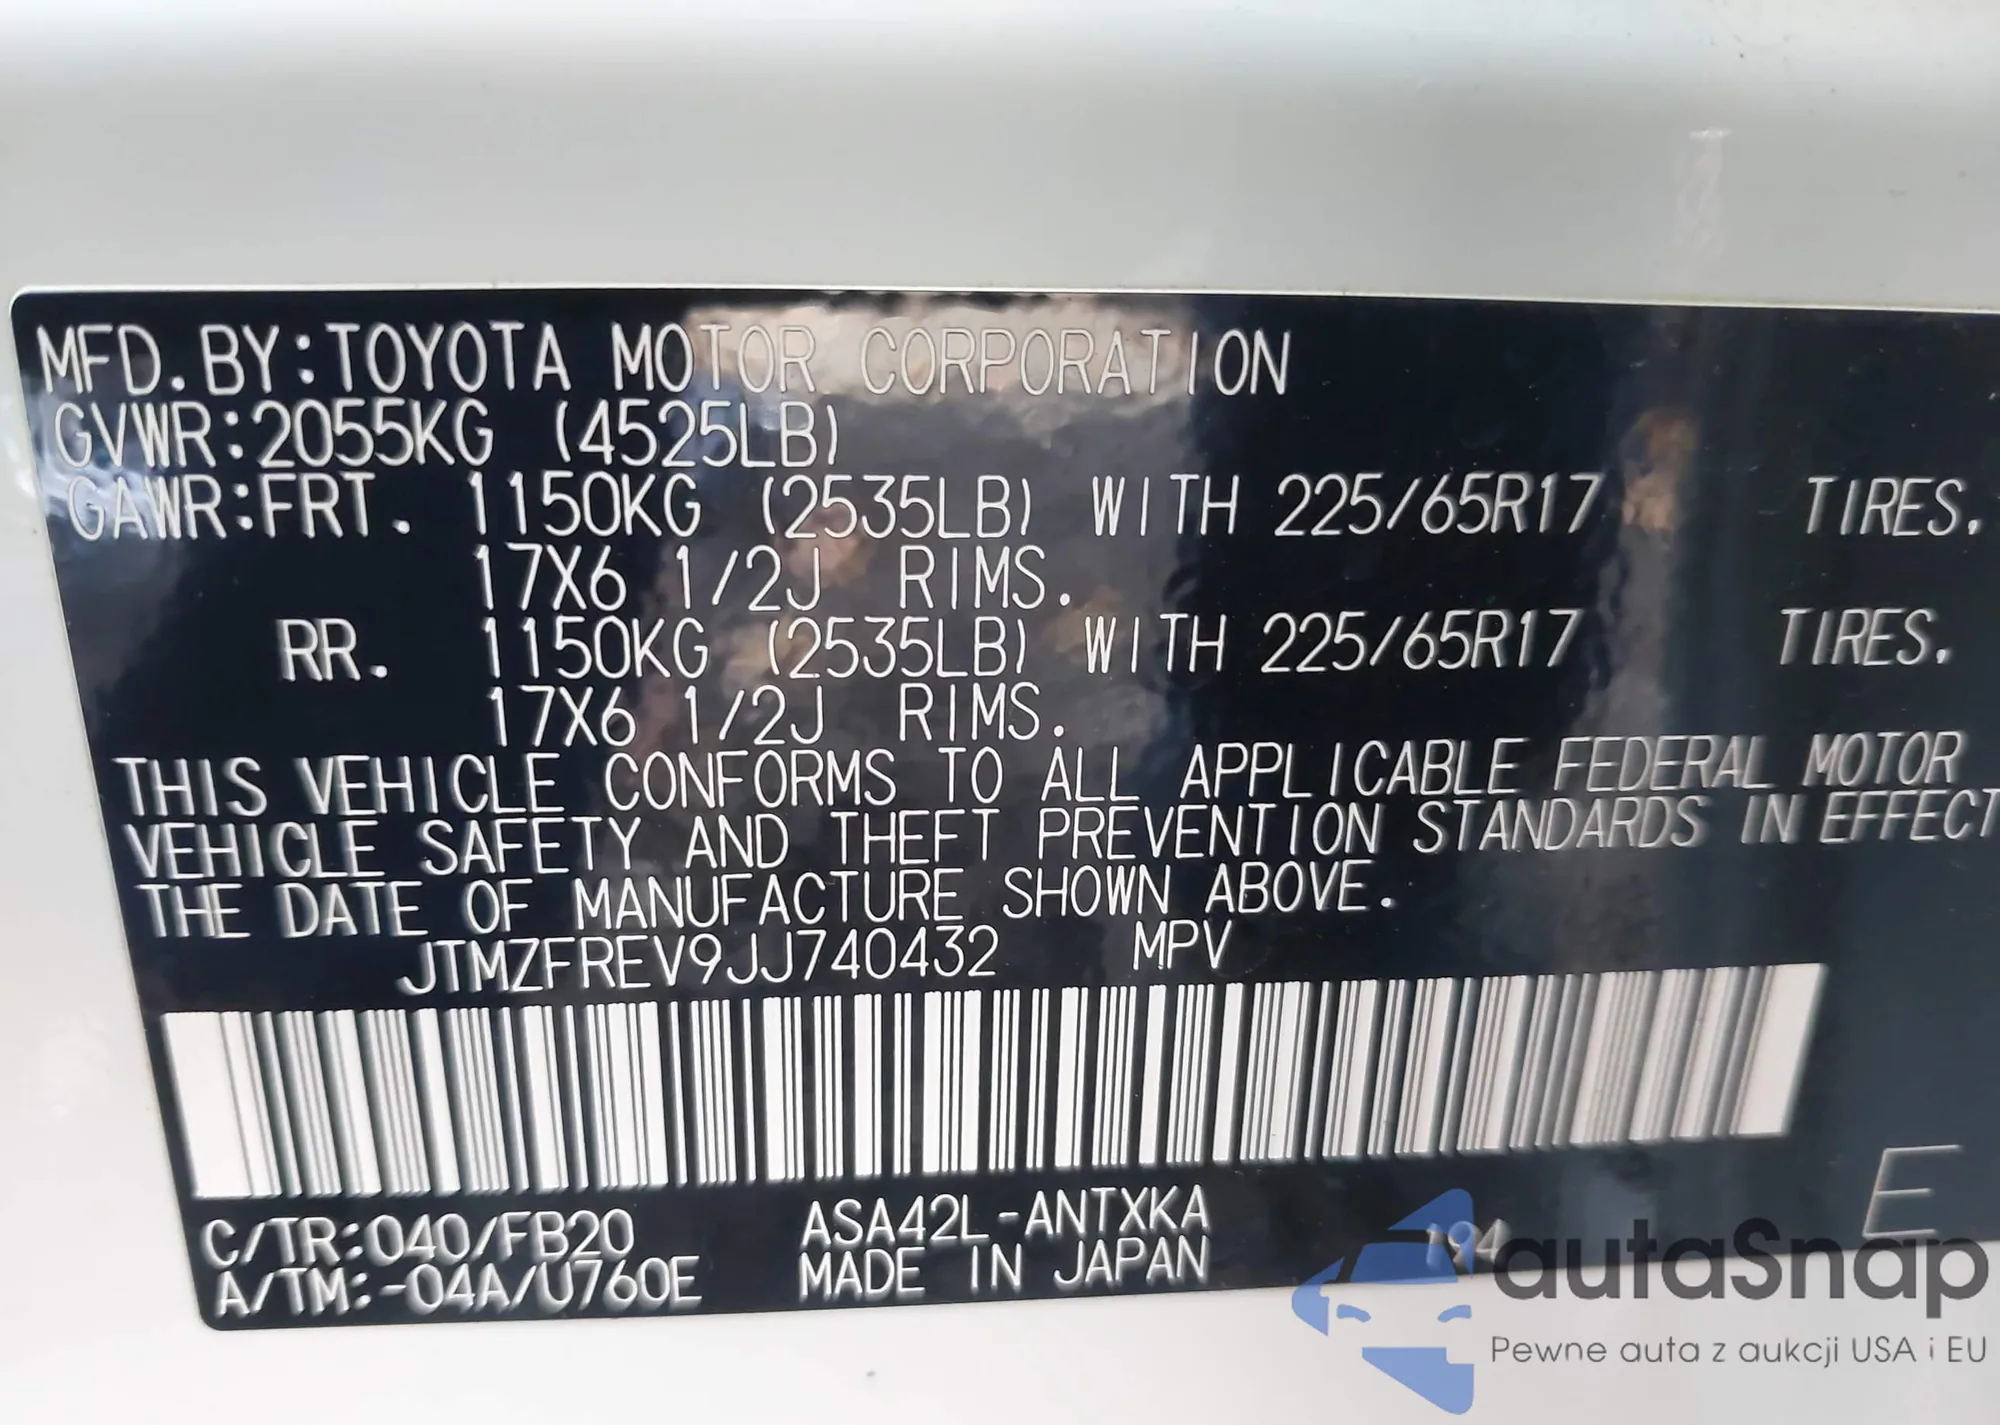 MFD. BY:TOYOTA MOTOR CORPORATION
GVWR:2055KG (4525LB)
GAWR:FRT. 1150KG (2535LB) WITH 225/65R17 TIRES,
17X6 1/2J RIMS.
RR. 1150KG (2535LB) WITH 225/65R17 TIRES,
17X6 1/2J RIMS.
THIS VEHICLE CONFORMS TO ALL APPLICABLE FEDERAL MOTOR
VEHICLE SAFETY AND THEFT PREVENTION STANDARDS IN EFFECT
THE DATE OF MANUFACTURE SHOWN ABOVE.
JTMZFREV9JJ740432 MPV
E
C/TR:040/FB20 ASA42L-ANTXKA 194
A/TM:-04A/U760E MADE IN JAPAN
autaSnap
Pewne auta z aukcji USA i EU